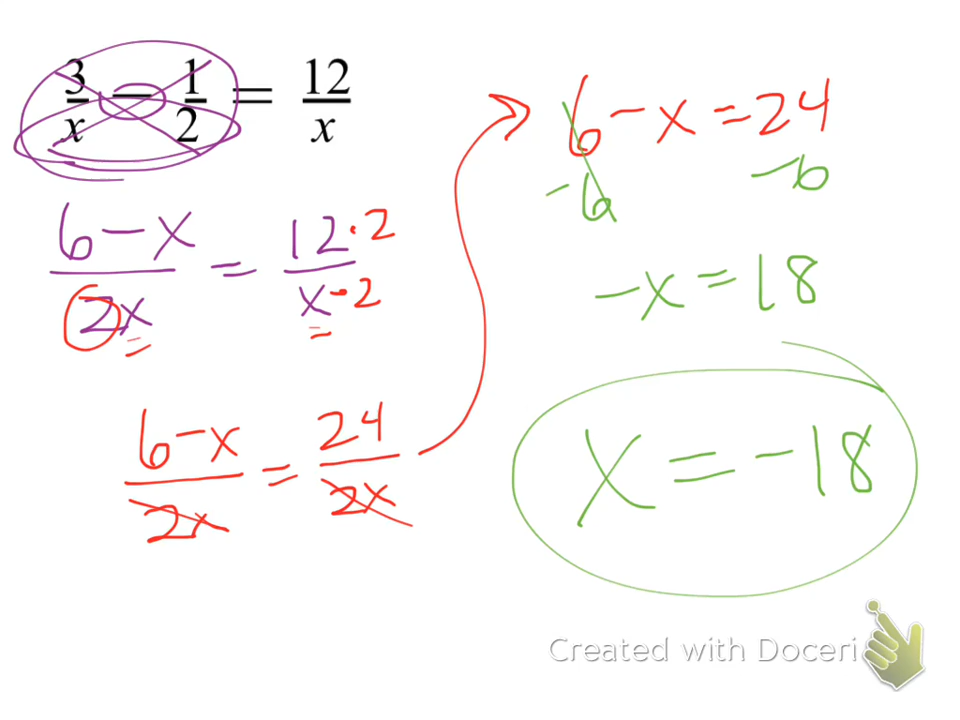 3/x - 1/2 = 12/x
6 - x / 2x = 12 · 2 / x · 2
6 - x / 2x = 24 / 2x
6 - x = 24
-6 -6
-x = 18
x = -18
Created with Doceri